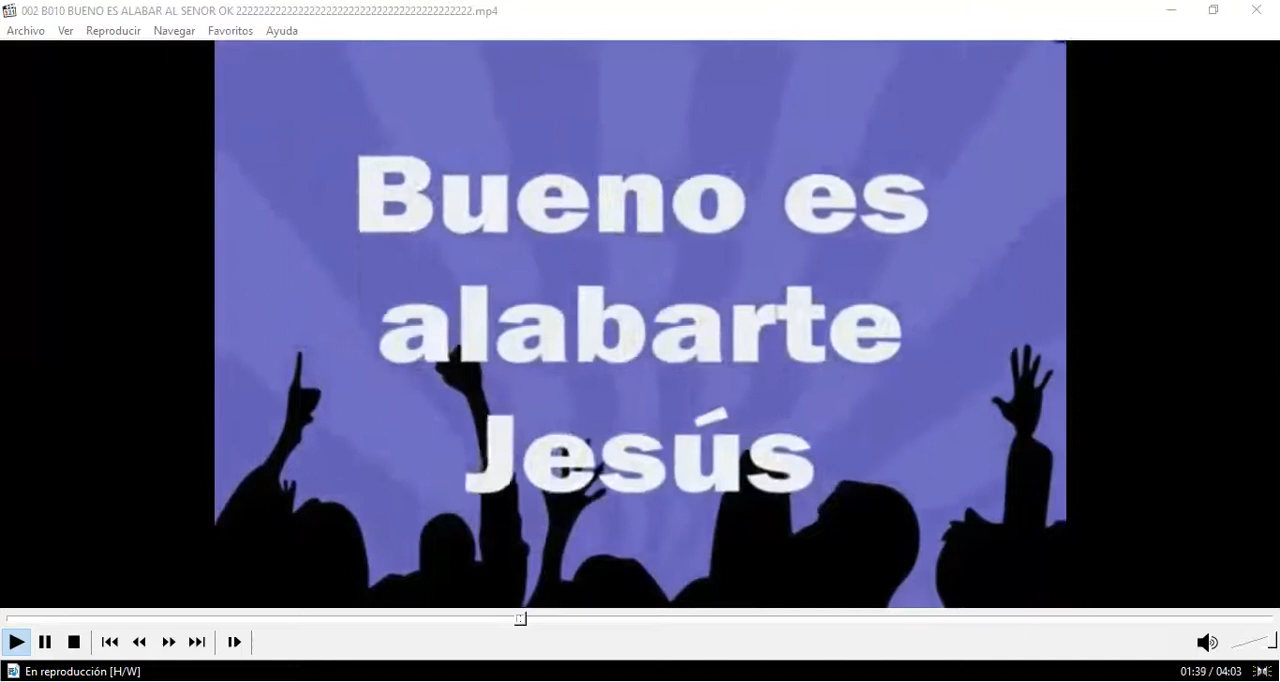 002 B010 BUENO ES ALABAR AL SENOR OK 22222222222222222222222222222222222222222.mp4
Archivo Ver Reproducir Navegar Favoritos Ayuda
Bueno es
alabarte
Jesús
En reproducción [H/W] 01:39 / 04:03